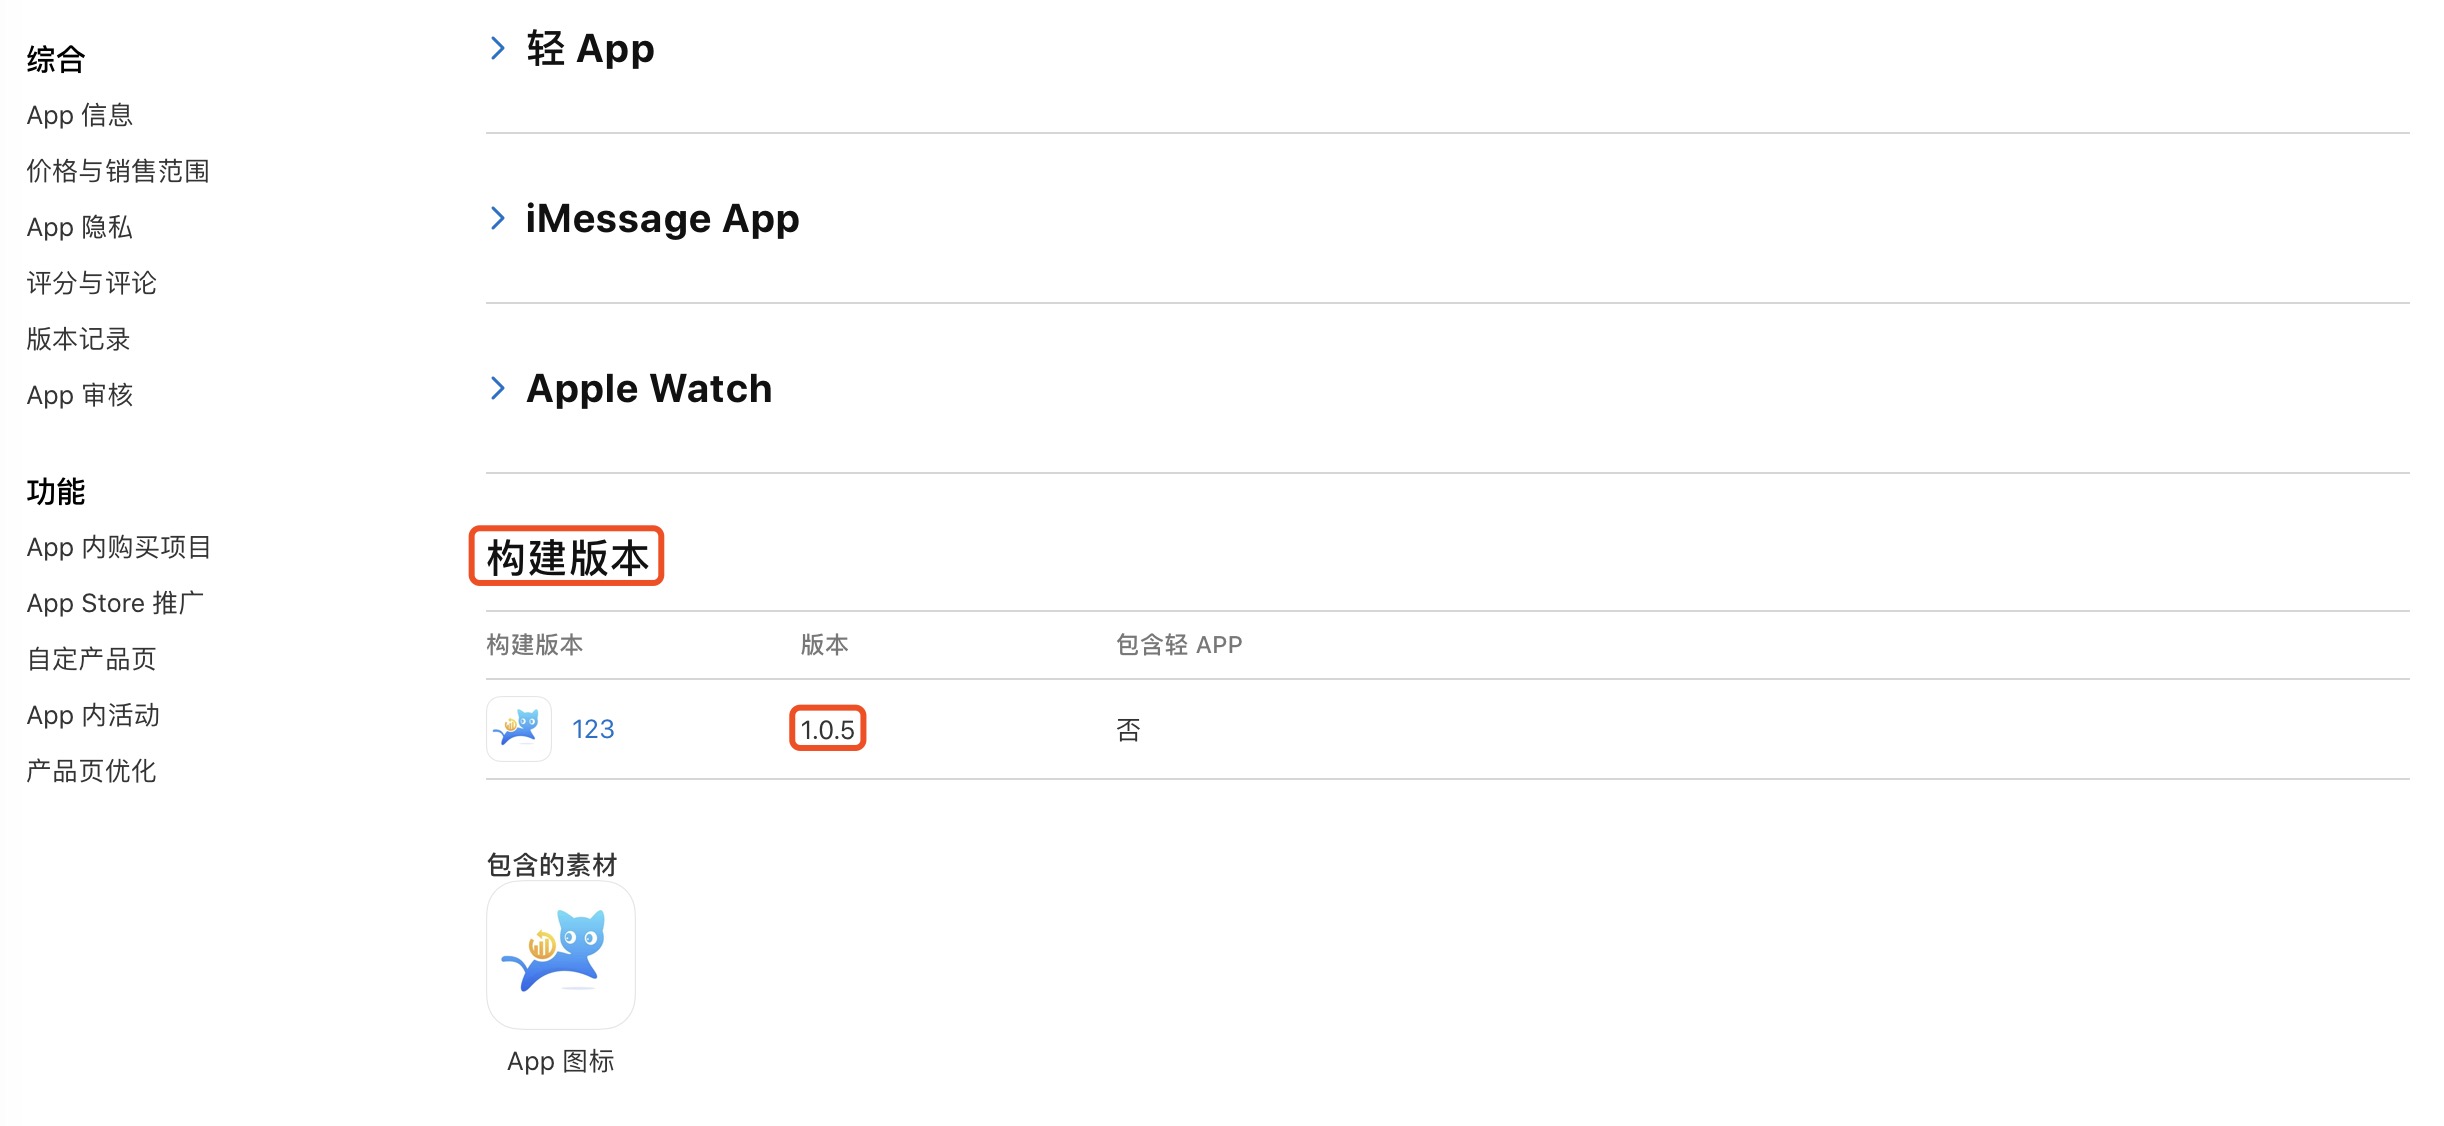 综合
App 信息
价格与销售范围
App 隐私
评分与评论
版本记录
App 审核
功能
App 内购买项目
App Store 推广
自定产品页
App 内活动
产品页优化
轻 App
iMessage App
Apple Watch
构建版本
构建版本 版本 包含轻 APP
123 1.0.5 否
包含的素材
App 图标